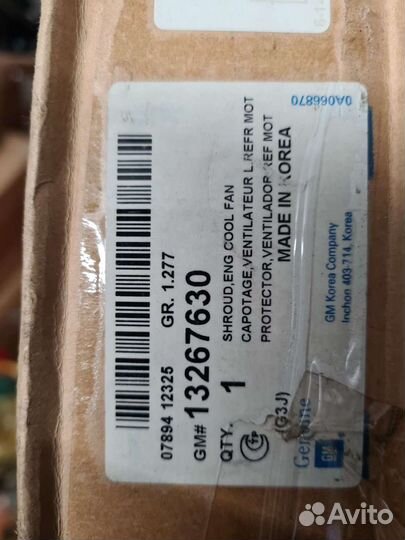 07894 12325 GR. 1.277
GM# 13267630
QTY. 1
SHROUD,ENG COOL FAN
CAPOTAGE,VENTILATEUR L.REFR MOT
PROTECTOR,VENTILADOR REF MOT
MADE IN KOREA
(G3J)
Genuine
GM
GM Korea Company
Inchon 403-714, Korea
0A066870
Avito